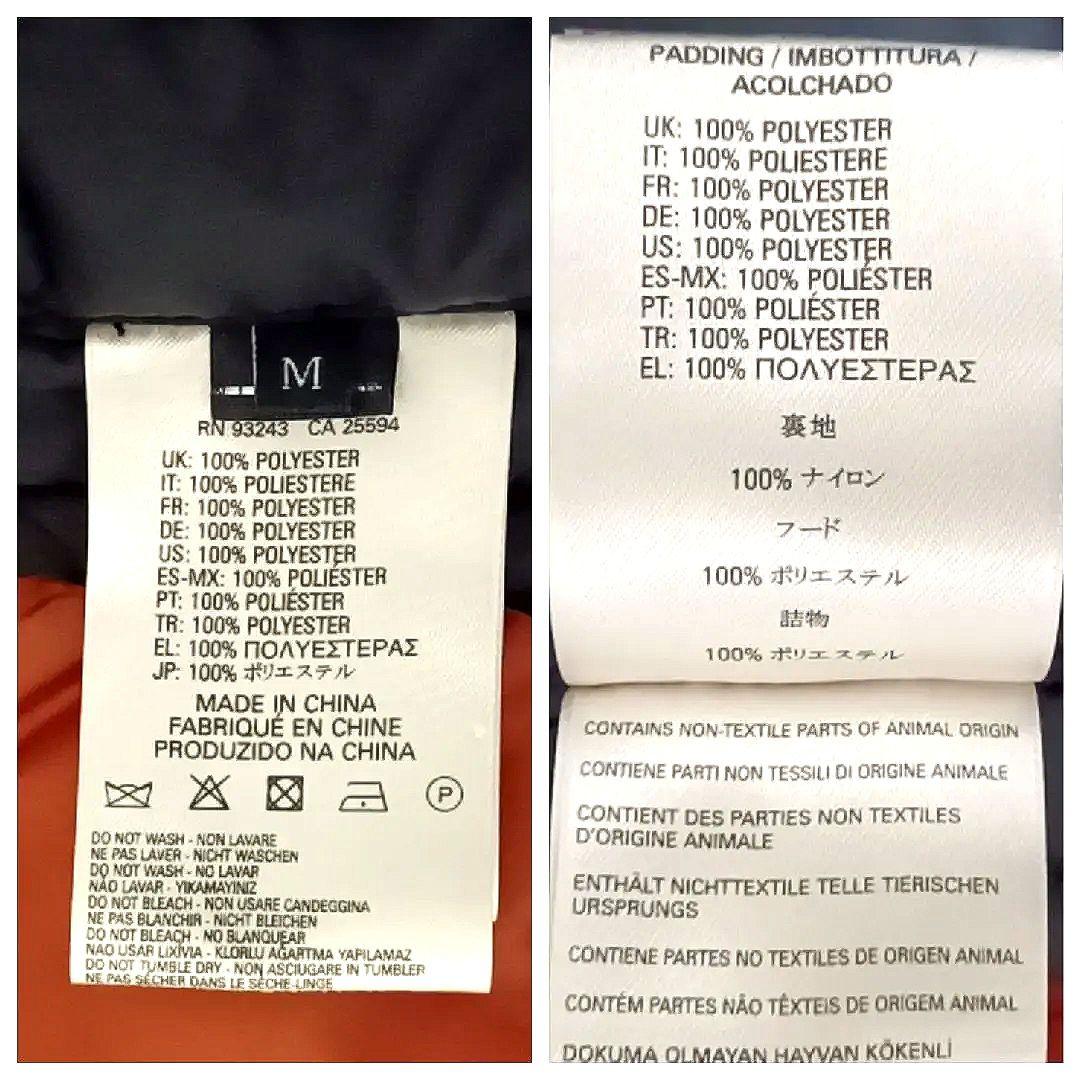 M
RN 93243 CA 25594
UK: 100% POLYESTER
IT: 100% POLIESTERE
FR: 100% POLYESTER
DE: 100% POLYESTER
US: 100% POLYESTER
ES-MX: 100% POLIÉSTER
PT: 100% POLIÉSTER
TR: 100% POLYESTER
EL: 100% ΠΟΛΥΕΣΤΕΡΑΣ
JP: 100% ポリエステル
MADE IN CHINA
FABRIQUÉ EN CHINE
PRODUZIDO NA CHINA
P
DO NOT WASH - NON LAVARE
NE PAS LAVER - NICHT WASCHEN
DO NOT WASH - NO LAVAR
NÃO LAVAR - YIKAMAYINIZ
DO NOT BLEACH - NON USARE CANDEGGINA
NE PAS BLANCHIR - NICHT BLEICHEN
DO NOT BLEACH - NO BLANQUEAR
NÃO USAR LIXÍVIA - KLORLU AĞARTMA YAPILAMAZ
DO NOT TUMBLE DRY - NON ASCIUGARE IN TUMBLER
NE PAS SÉCHER DANS LE SÈCHE-LINGE
PADDING / IMBOTTITURA /
ACOLCHADO
UK: 100% POLYESTER
IT: 100% POLIESTERE
FR: 100% POLYESTER
DE: 100% POLYESTER
US: 100% POLYESTER
ES-MX: 100% POLIÉSTER
PT: 100% POLIÉSTER
TR: 100% POLYESTER
EL: 100% ΠΟΛΥΕΣΤΕΡΑΣ
裏地
100% ナイロン
フード
100% ポリエステル
詰物
100% ポリエステル
CONTAINS NON-TEXTILE PARTS OF ANIMAL ORIGIN
CONTIENE PARTI NON TESSILI DI ORIGINE ANIMALE
CONTIENT DES PARTIES NON TEXTILES
D'ORIGINE ANIMALE
ENTHÄLT NICHTTEXTILE TELLE TIERISCHEN
URSPRUNGS
CONTIENE PARTES NO TEXTILES DE ORIGEN ANIMAL
CONTÉM PARTES NÃO TÊXTEIS DE ORIGEM ANIMAL
DOKUMA OLMAYAN HAYVAN KÖKENLİ